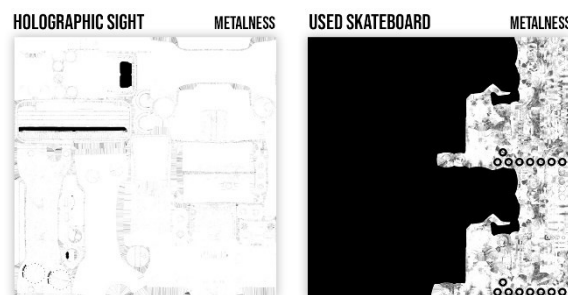 HOLOGRAPHIC SIGHT METALNESS
USED SKATEBOARD METALNESS